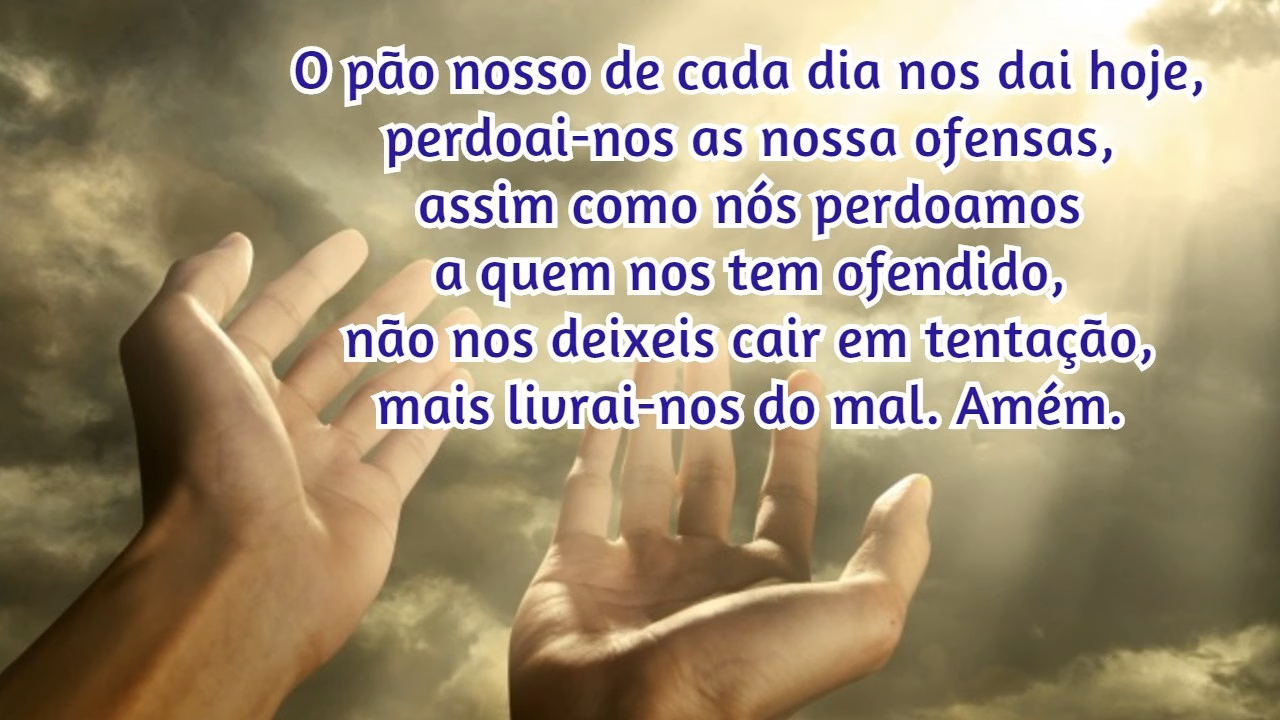 O pão nosso de cada dia nos dai hoje,
perdoai-nos as nossa ofensas,
assim como nós perdoamos
a quem nos tem ofendido,
não nos deixeis cair em tentação,
mais livrai-nos do mal. Amém.